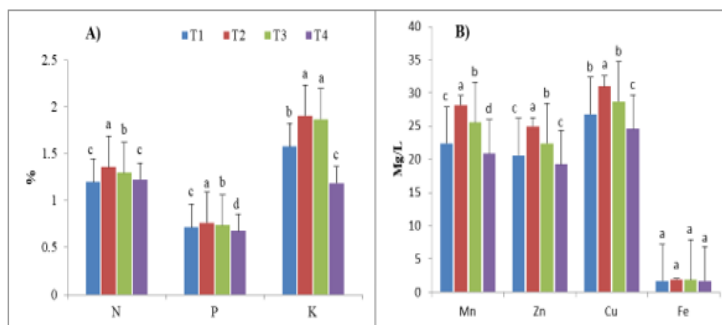 A)
T1 T2 T3 T4
2.5
2
1.5
1
0.5
0
%
c a b c
c a b d
b a a c
N P K
B)
40
35
30
25
20
15
10
5
0
Mg/L
c a b d
c a b c
b a b c
a a a a
Mn Zn Cu Fe